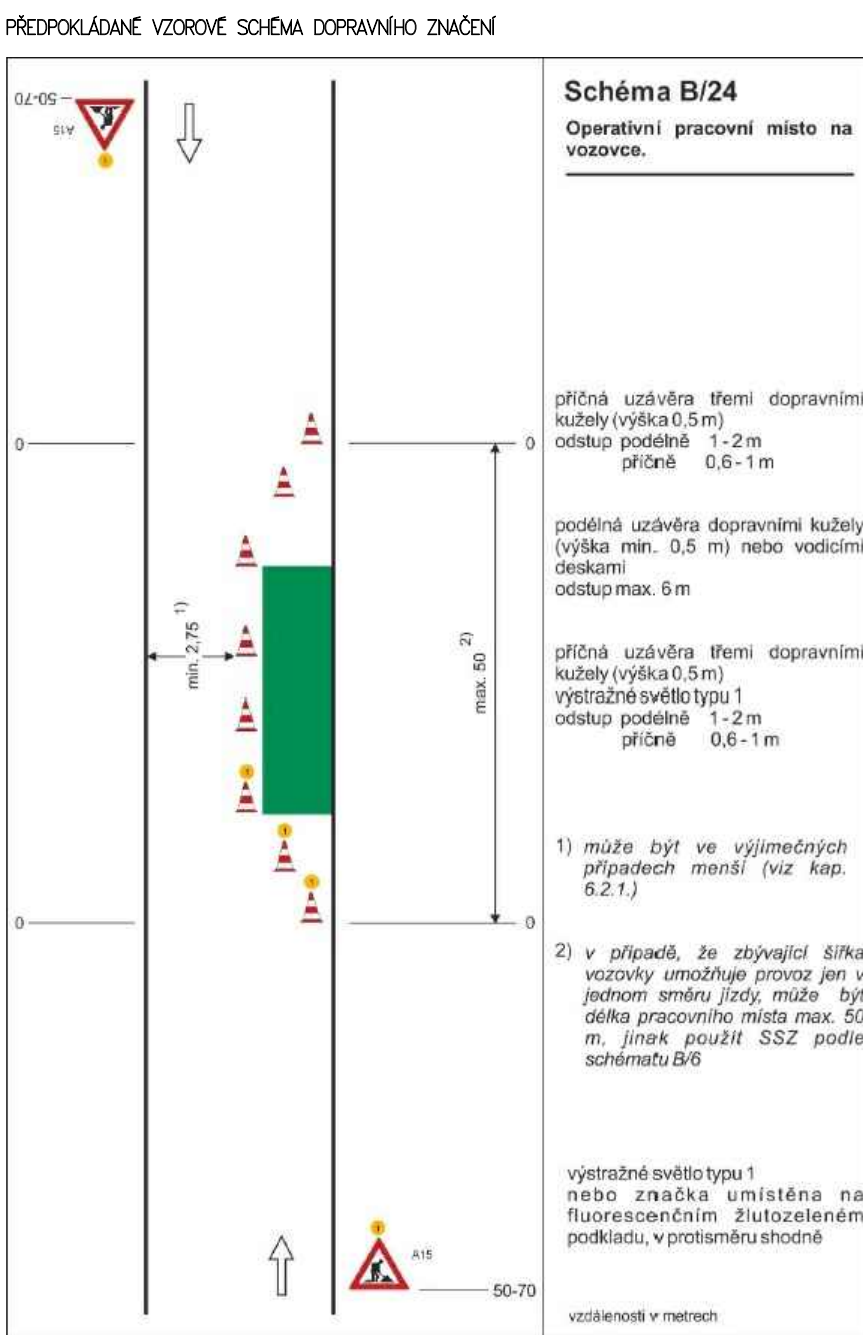 PŘEDPOKLÁDANÉ VZOROVÉ SCHÉMA DOPRAVNÍHO ZNAČENÍ
50-70
A15
1
Schéma B/24
Operativní pracovní místo na
vozovce.
příčná uzávěra třemi dopravními
kužely (výška 0,5 m)
odstup podélně 1-2 m
příčně 0,6-1 m
0
0
podélná uzávěra dopravními kužely
(výška min. 0,5 m) nebo vodicími
deskami
odstup max. 6 m
min. 2,75 1)
max. 50 2)
příčná uzávěra třemi dopravními
kužely (výška 0,5 m)
výstražné světlo typu 1
odstup podélně 1-2 m
příčně 0,6-1 m
1
1
1
0
0
1) může být ve výjimečných
případech menší (viz kap.
6.2.1.)
2) v případě, že zbývající šířka
vozovky umožňuje provoz jen v
jednom směru jízdy, může být
délka pracovního místa max. 50
m, jinak použít SSZ podle
schématu B/6
výstražné světlo typu 1
nebo značka umístěna na
fluorescenčním žlutozeleném
podkladu, v protisměru shodně
1
A15
50-70
vzdálenosti v metrech